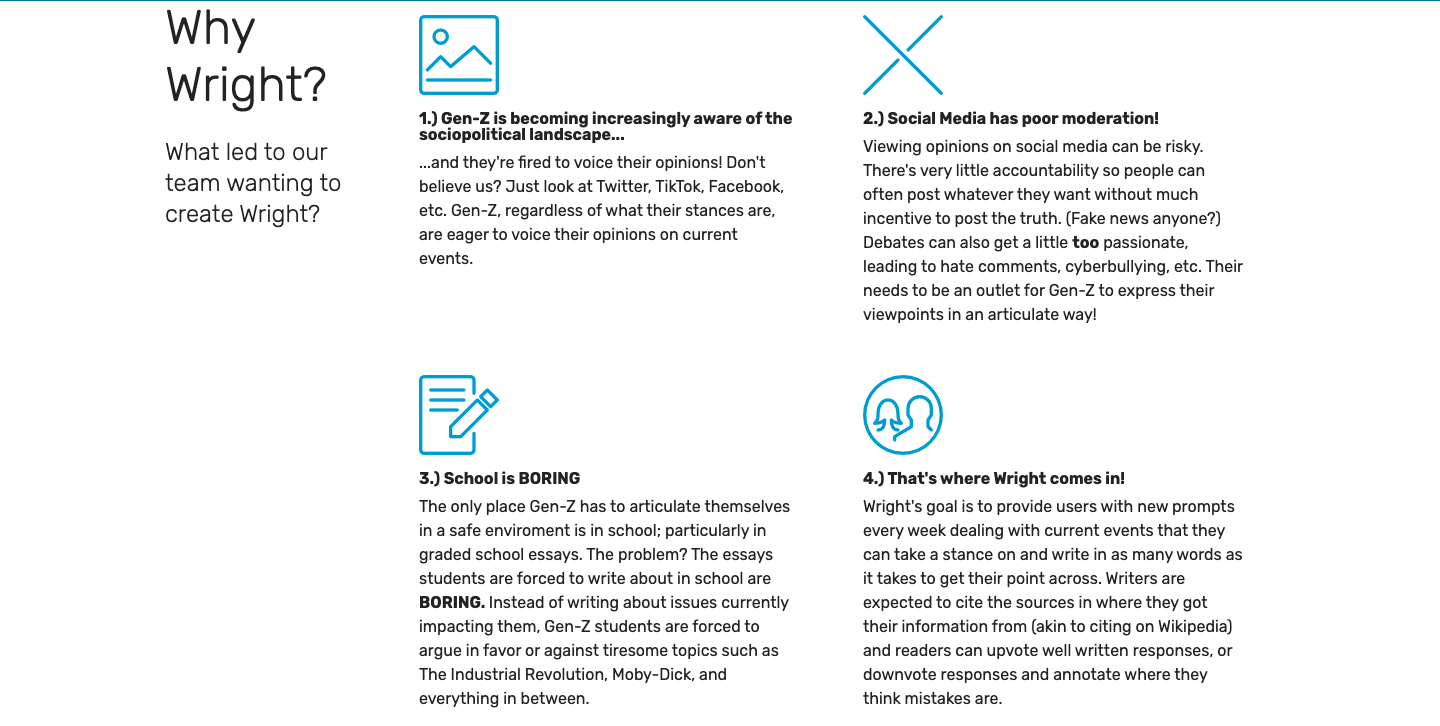 Why
Wright?
What led to our
team wanting to
create Wright?
1.) Gen-Z is becoming increasingly aware of the
sociopolitical landscape...
...and they're fired to voice their opinions! Don't
believe us? Just look at Twitter, TikTok, Facebook,
etc. Gen-Z, regardless of what their stances are,
are eager to voice their opinions on current
events.
2.) Social Media has poor moderation!
Viewing opinions on social media can be risky.
There's very little accountability so people can
often post whatever they want without much
incentive to post the truth. (Fake news anyone?)
Debates can also get a little too passionate,
leading to hate comments, cyberbullying, etc. Their
needs to be an outlet for Gen-Z to express their
viewpoints in an articulate way!
3.) School is BORING
The only place Gen-Z has to articulate themselves
in a safe enviroment is in school; particularly in
graded school essays. The problem? The essays
students are forced to write about in school are
BORING. Instead of writing about issues currently
impacting them, Gen-Z students are forced to
argue in favor or against tiresome topics such as
The Industrial Revolution, Moby-Dick, and
everything in between.
4.) That's where Wright comes in!
Wright's goal is to provide users with new prompts
every week dealing with current events that they
can take a stance on and write in as many words as
it takes to get their point across. Writers are
expected to cite the sources in where they got
their information from (akin to citing on Wikipedia)
and readers can upvote well written responses, or
downvote responses and annotate where they
think mistakes are.